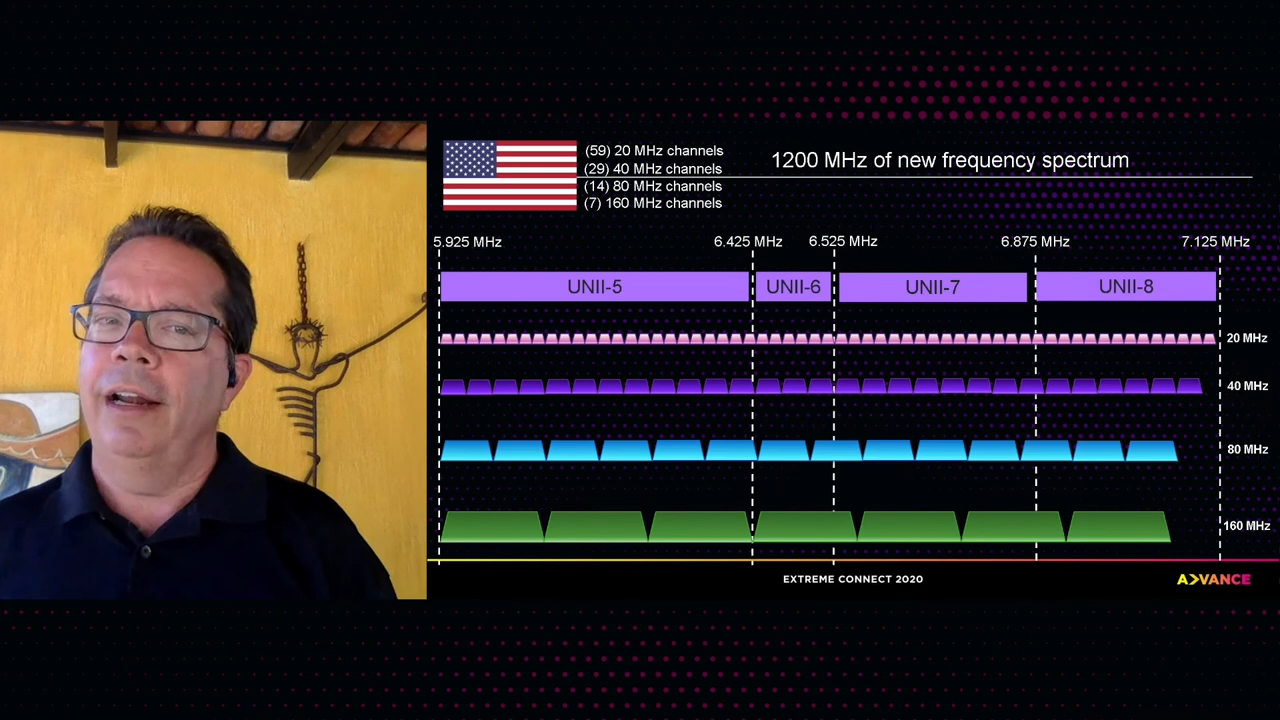 (59) 20 MHz channels
(29) 40 MHz channels
(14) 80 MHz channels
(7) 160 MHz channels
1200 MHz of new frequency spectrum
5.925 MHz
6.425 MHz
6.525 MHz
6.875 MHz
7.125 MHz
UNII-5
UNII-6
UNII-7
UNII-8
20 MHz
40 MHz
80 MHz
160 MHz
EXTREME CONNECT 2020
ADVANCE